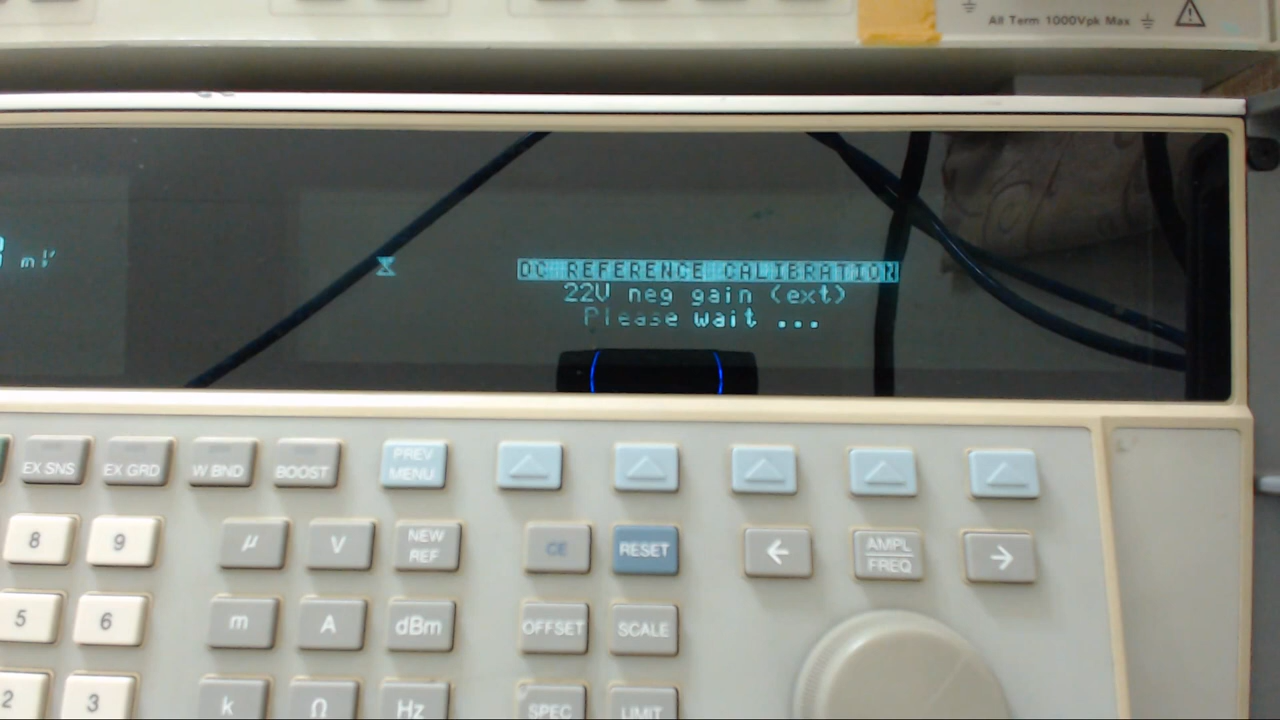 All Term 1000Vpk Max
mV
DC REFERENCE CALIBRATION
22V neg gain (ext)
Please wait ...
EX SNS
EX GRD
W BND
BOOST
PREV
MENU
8
9
μ
V
NEW
REF
CE
RESET
←
AMPL
FREQ
→
5
6
m
A
dBm
OFFSET
SCALE
2
3
k
Ω
Hz
SPEC
LIMIT